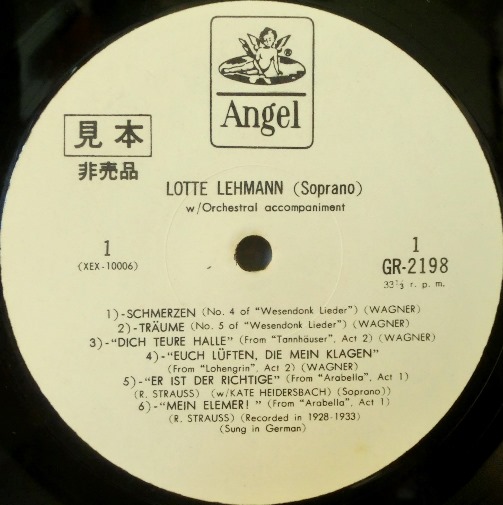 ®
Angel
見本
非売品
LOTTE LEHMANN (Soprano)
w/Orchestral accompaniment
1
(XEX-10006)
1
GR-2198
33⅓ r. p. m.
1)-SCHMERZEN (No. 4 of "Wesendonk Lieder") (WAGNER)
2)-TRÄUME (No. 5 of "Wesendonk Lieder") (WAGNER)
3)-"DICH TEURE HALLE" (From "Tannhäuser", Act 2) (WAGNER)
4)-"EUCH LÜFTEN, DIE MEIN KLAGEN"
(From "Lohengrin", Act 2) (WAGNER)
5)-"ER IST DER RICHTIGE" (From "Arabella", Act 1)
(R. STRAUSS) (w/KATE HEIDERSBACH) (Soprano))
6)-"MEIN ELEMER! " (From "Arabella", Act 1)
(R. STRAUSS) (Recorded in 1928-1933)
(Sung in German)